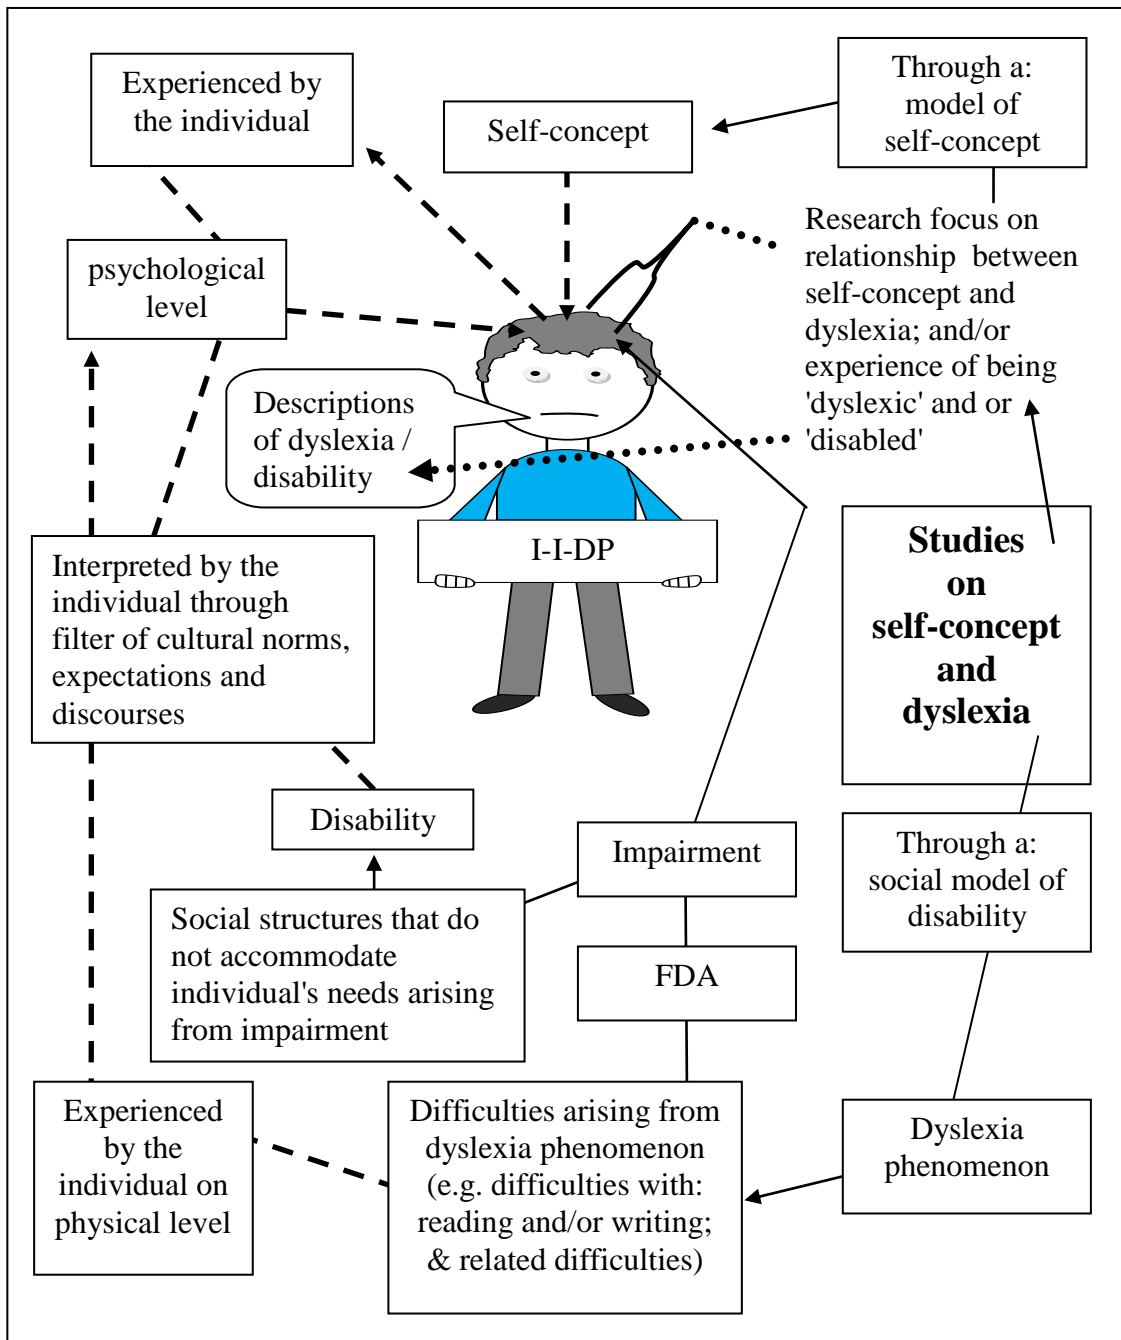 Experienced by
the individual
Self-concept
Through a:
model of
self-concept
Research focus on
relationship between
self-concept and
dyslexia; and/or
experience of being
'dyslexic' and or
'disabled'
psychological
level
Descriptions
of dyslexia /
disability
I-I-DP
Studies
on
self-concept
and
dyslexia
Interpreted by the
individual through
filter of cultural norms,
expectations and
discourses
Disability
Impairment
Through a:
social model of
disability
Social structures that do
not accommodate
individual's needs arising
from impairment
FDA
Experienced
by the
individual on
physical level
Difficulties arising from
dyslexia phenomenon
(e.g. difficulties with:
reading and/or writing;
& related difficulties)
Dyslexia
phenomenon